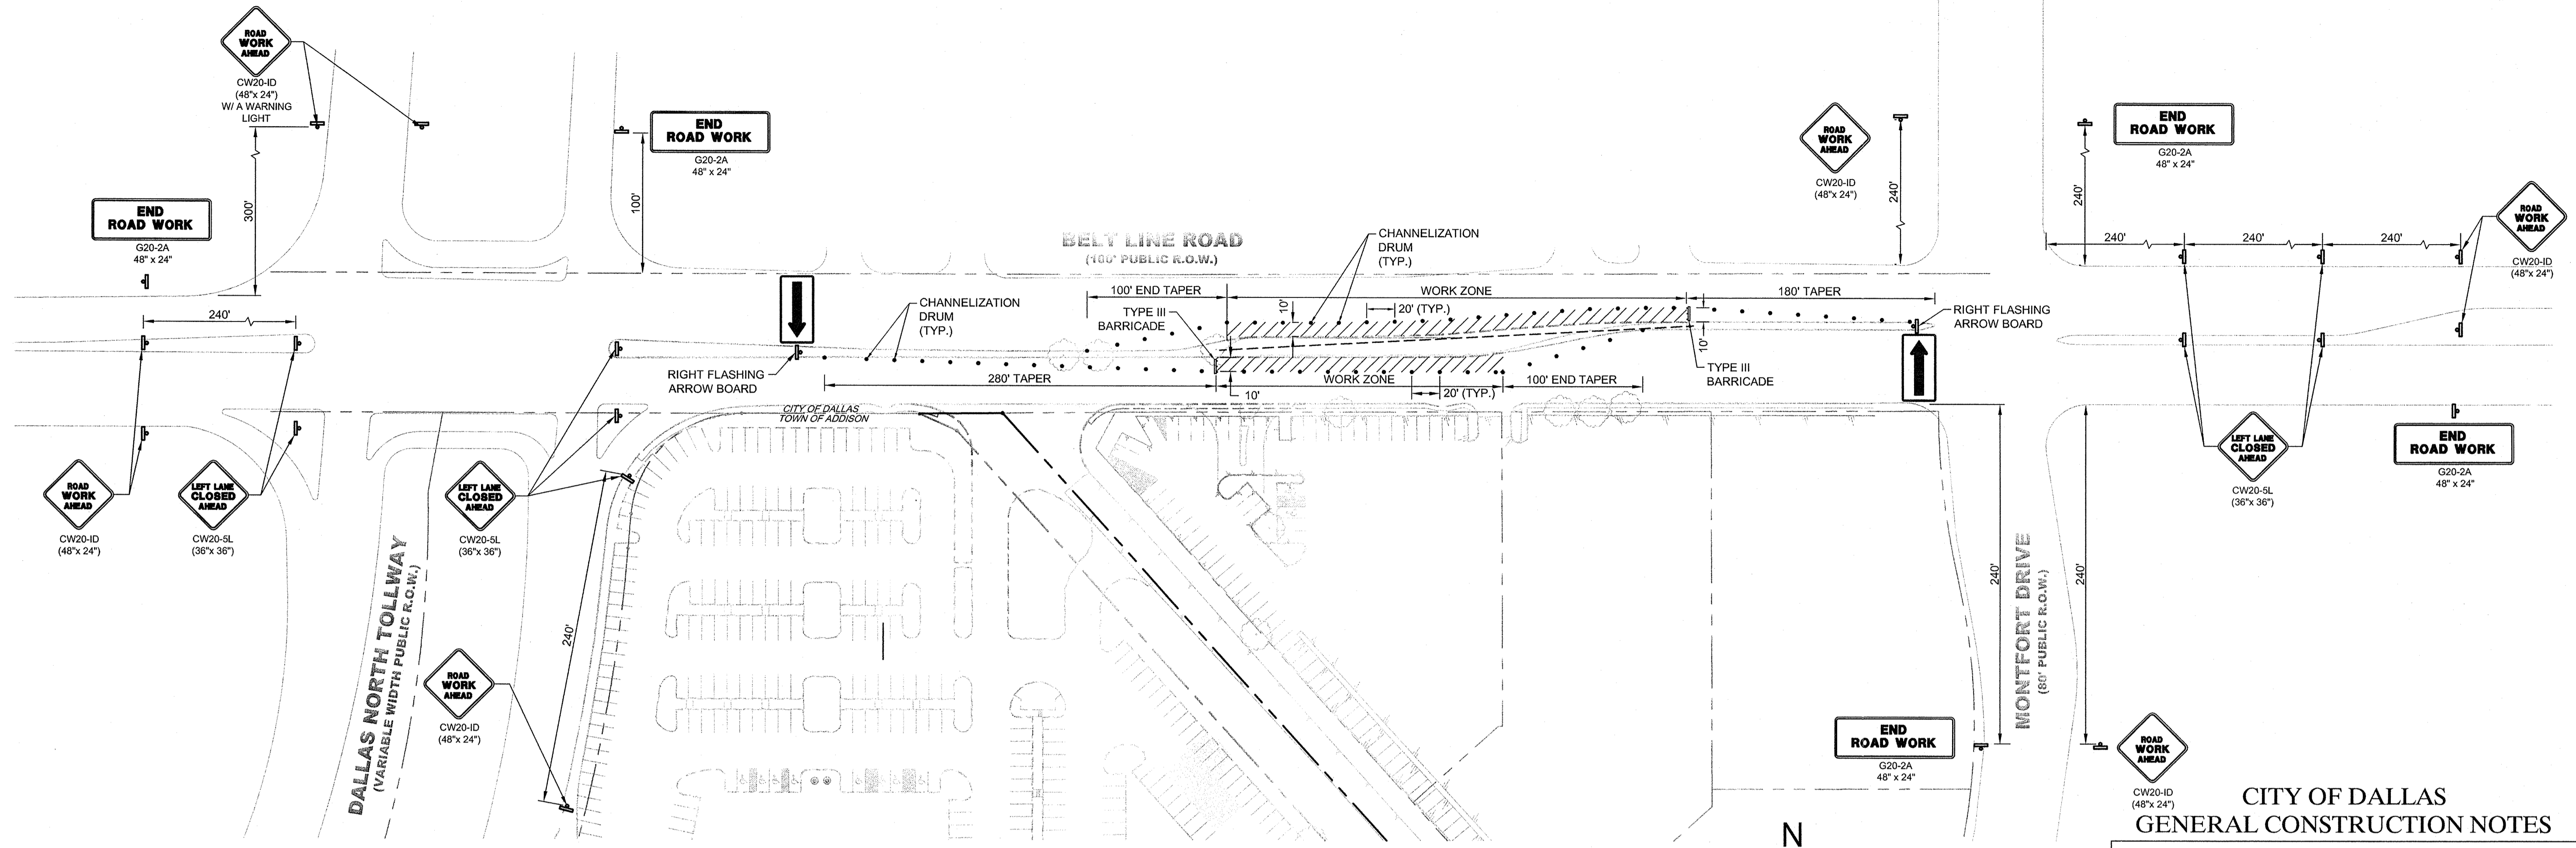 ROAD
WORK
AHEAD
CW20-ID
(48"x 24")
W/ A WARNING
LIGHT
300'
END
ROAD WORK
G20-2A
48" x 24"
100'
END
ROAD WORK
G20-2A
48" x 24"
240'
ROAD
WORK
AHEAD
CW20-ID
(48"x 24")
LEFT LANE
CLOSED
AHEAD
CW20-5L
(36"x 36")
LEFT LANE
CLOSED
AHEAD
CW20-5L
(36"x 36")
240'
ROAD
WORK
AHEAD
CW20-ID
(48"x 24")
DALLAS NORTH TOLLWAY
(VARIABLE WIDTH PUBLIC R.O.W.)
BELT LINE ROAD
(100' PUBLIC R.O.W.)
CHANNELIZATION
DRUM
(TYP.)
RIGHT FLASHING
ARROW BOARD
280' TAPER
CITY OF DALLAS
TOWN OF ADDISON
100' END TAPER
TYPE III
BARRICADE
WORK ZONE
10'
20' (TYP.)
CHANNELIZATION
DRUM
(TYP.)
180' TAPER
10'
WORK ZONE
10'
20' (TYP.)
100' END TAPER
TYPE III
BARRICADE
RIGHT FLASHING
ARROW BOARD
ROAD
WORK
AHEAD
CW20-ID
(48"x 24")
240'
END
ROAD WORK
G20-2A
48" x 24"
240'
240'
240'
240'
ROAD
WORK
AHEAD
CW20-ID
(48"x 24")
LEFT LANE
CLOSED
AHEAD
CW20-5L
(36"x 36")
END
ROAD WORK
G20-2A
48" x 24"
240'
MONTFORT DRIVE
(80' PUBLIC R.O.W.)
240'
END
ROAD WORK
G20-2A
48" x 24"
ROAD
WORK
AHEAD
CW20-ID
(48"x 24")
N
CITY OF DALLAS
GENERAL CONSTRUCTION NOTES